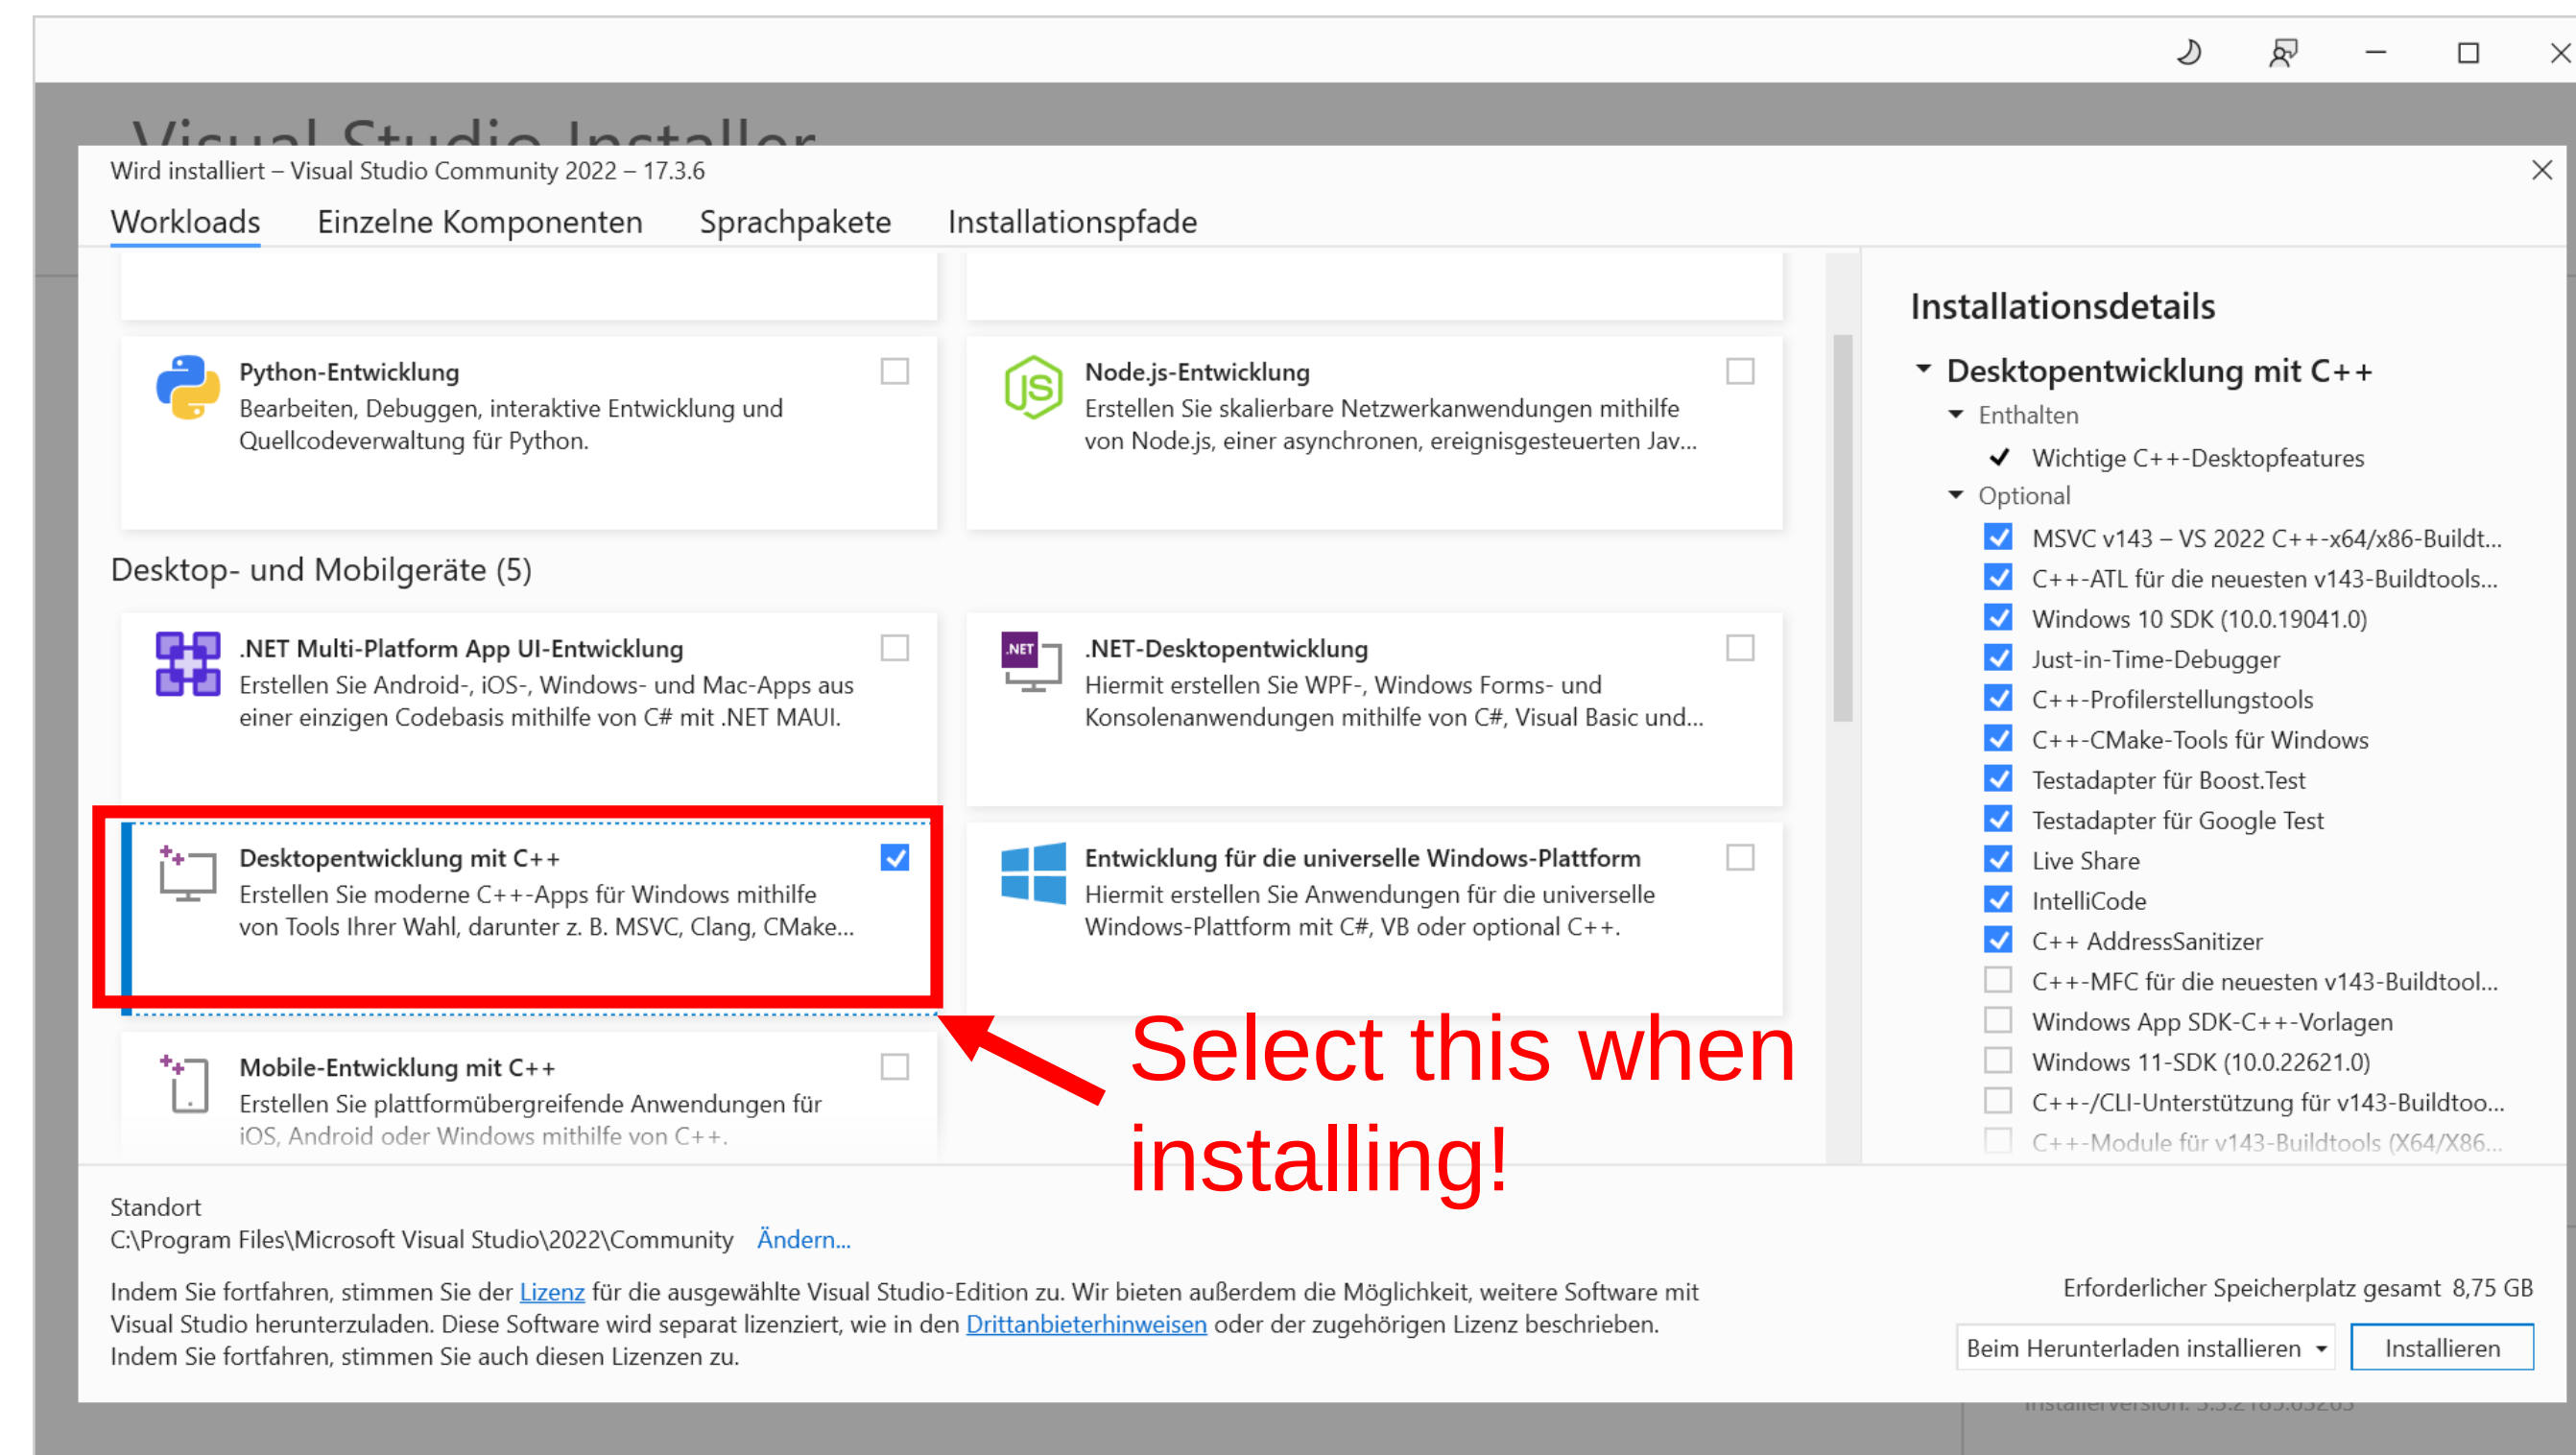 Visual Studio Installer
Wird installiert – Visual Studio Community 2022 – 17.3.6
Workloads Einzelne Komponenten Sprachpakete Installationspfade
Python-Entwicklung
Bearbeiten, Debuggen, interaktive Entwicklung und
Quellcodeverwaltung für Python.
Node.js-Entwicklung
Erstellen Sie skalierbare Netzwerkanwendungen mithilfe
von Node.js, einer asynchronen, ereignisgesteuerten Jav...
Desktop- und Mobilgeräte (5)
.NET Multi-Platform App UI-Entwicklung
Erstellen Sie Android-, iOS-, Windows- und Mac-Apps aus
einer einzigen Codebasis mithilfe von C# mit .NET MAUI.
.NET
.NET-Desktopentwicklung
Hiermit erstellen Sie WPF-, Windows Forms- und
Konsolenanwendungen mithilfe von C#, Visual Basic und...
Desktopentwicklung mit C++
Erstellen Sie moderne C++-Apps für Windows mithilfe
von Tools Ihrer Wahl, darunter z. B. MSVC, Clang, CMake...
Entwicklung für die universelle Windows-Plattform
Hiermit erstellen Sie Anwendungen für die universelle
Windows-Plattform mit C#, VB oder optional C++.
Mobile-Entwicklung mit C++
Erstellen Sie plattformübergreifende Anwendungen für
iOS, Android oder Windows mithilfe von C++.
Select this when
installing!
Installationsdetails
Desktopentwicklung mit C++
Enthalten
Wichtige C++-Desktopfeatures
Optional
MSVC v143 – VS 2022 C++-x64/x86-Buildt...
C++-ATL für die neuesten v143-Buildtools...
Windows 10 SDK (10.0.19041.0)
Just-in-Time-Debugger
C++-Profilerstellungstools
C++-CMake-Tools für Windows
Testadapter für Boost.Test
Testadapter für Google Test
Live Share
IntelliCode
C++ AddressSanitizer
C++-MFC für die neuesten v143-Buildtool...
Windows App SDK-C++-Vorlagen
Windows 11-SDK (10.0.22621.0)
C++-/CLI-Unterstützung für v143-Buildtoo...
C++-Module für v143-Buildtools (X64/X86...
Standort
C:\Program Files\Microsoft Visual Studio\2022\Community Ändern...
Indem Sie fortfahren, stimmen Sie der Lizenz für die ausgewählte Visual Studio-Edition zu. Wir bieten außerdem die Möglichkeit, weitere Software mit
Visual Studio herunterzuladen. Diese Software wird separat lizenziert, wie in den Drittanbieterhinweisen oder der zugehörigen Lizenz beschrieben.
Indem Sie fortfahren, stimmen Sie auch diesen Lizenzen zu.
Erforderlicher Speicherplatz gesamt 8,75 GB
Beim Herunterladen installieren Installieren